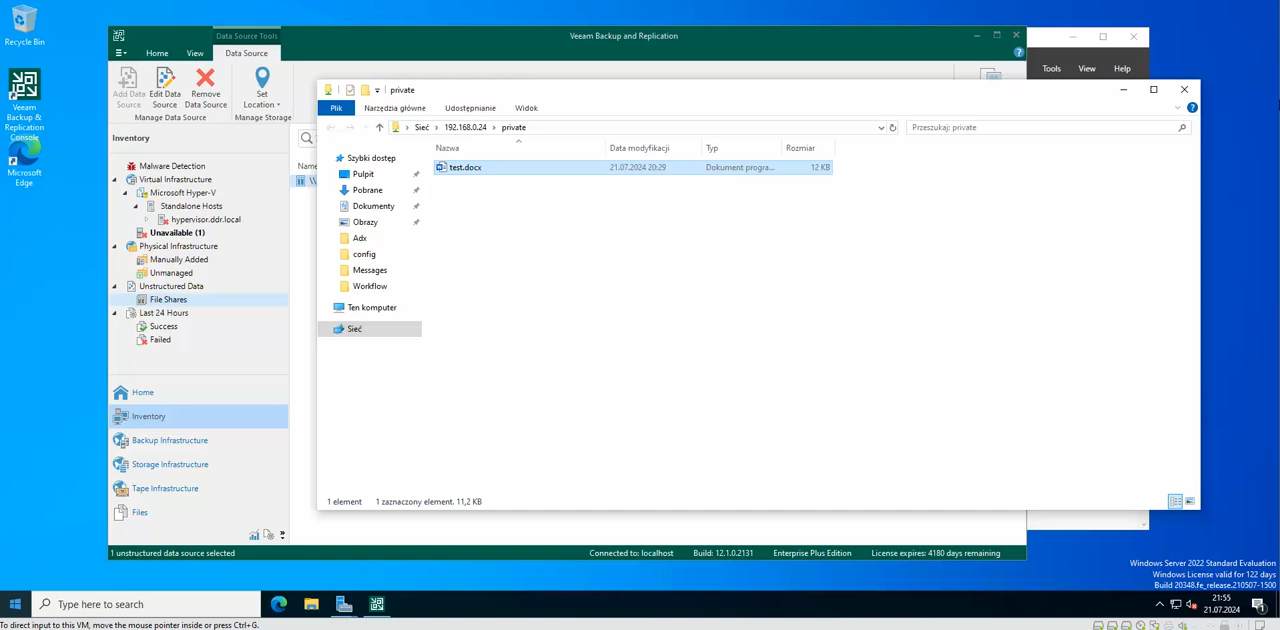 Recycle Bin
Veeam Backup & Replication Console
Microsoft Edge
Data Source Tools
Veeam Backup and Replication
Home View Data Source
Add Data Source
Edit Data Source
Remove Data Source
Set Location
Manage Data Source
Manage Storage
Tools View Help
Inventory
Malware Detection
Virtual Infrastructure
Microsoft Hyper-V
Standalone Hosts
hypervisor.ddr.local
Unavailable (1)
Physical Infrastructure
Manually Added
Unmanaged
Unstructured Data
File Shares
Last 24 Hours
Success
Failed
Home
Inventory
Backup Infrastructure
Storage Infrastructure
Tape Infrastructure
Files
Name
\\
private
Plik Narzędzia główne Udostępnianie Widok
Sieć › 192.168.0.24 › private
Przeszukaj: private
Nazwa Data modyfikacji Typ Rozmiar
test.docx 21.07.2024 20:29 Dokument progra... 12 KB
Szybki dostęp
Pulpit
Pobrane
Dokumenty
Obrazy
Adx
config
Messages
Workflow
Ten komputer
Sieć
1 element 1 zaznaczony element. 11,2 KB
1 unstructured data source selected
Connected to: localhost Build: 12.1.0.2131 Enterprise Plus Edition License expires: 4180 days remaining
Windows Server 2022 Standard Evaluation
Windows License valid for 122 days
Build 20348.fe_release.210507-1500
Type here to search
21:55
21.07.2024
1
To direct input to this VM, move the mouse pointer inside or press Ctrl+G.